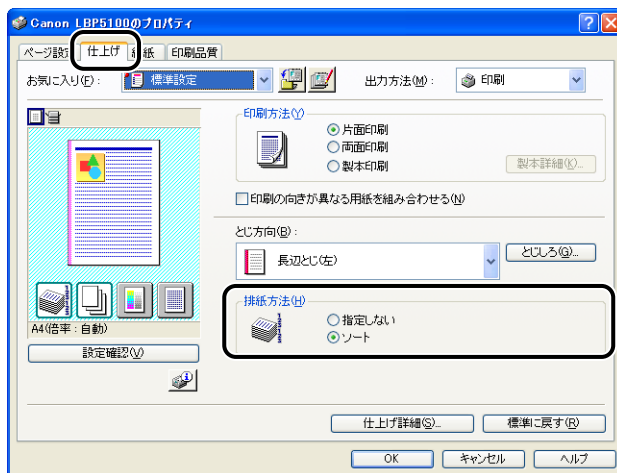 Canon LBP5100のプロパティ
ページ設定 仕上げ 給紙 印刷品質
お気に入り(F): 標準設定 出力方法(M): 印刷
印刷方法(Y)
片面印刷
両面印刷
製本印刷 製本詳細(K)...
印刷の向きが異なる用紙を組み合わせる(N)
とじ方向(B):
長辺とじ(左) とじしろ(G)...
排紙方法(H)
指定しない
ソート
A4(倍率:自動)
設定確認(V)
仕上げ詳細(S)... 標準に戻す(R)
OK キャンセル ヘルプ